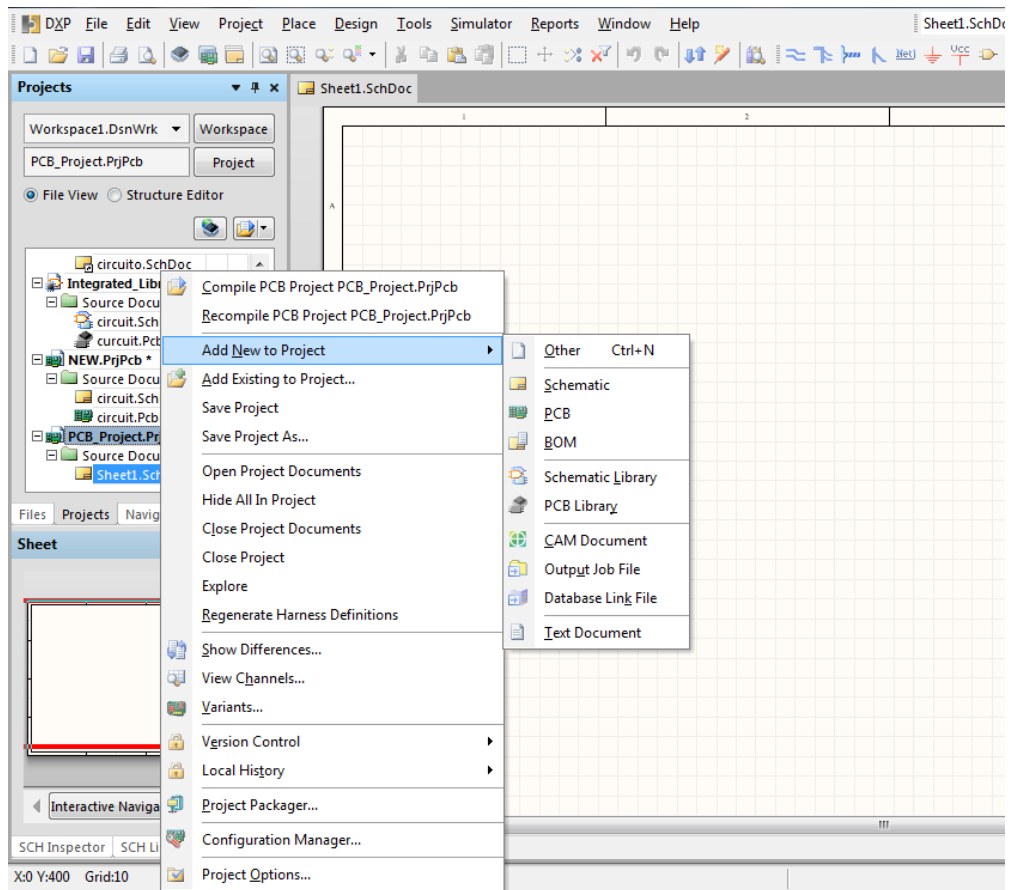 DXP File Edit View Project Place Design Tools Simulator Reports Window Help Sheet1.SchDo
Net VCC
Projects
Sheet1.SchDoc
Workspace1.DsnWrk Workspace
PCB_Project.PrjPcb Project
File View Structure Editor
1 2
A
circuito.SchDoc
Integrated_Lib
Source Docu
circuit.Sch
curcuit.Pcb
NEW.PrjPcb *
Source Docu
circuit.Sch
circuit.Pcb
PCB_Project.Pr
Source Docu
Sheet1.Sch
Files Projects Navig
Sheet
Interactive Naviga
SCH Inspector SCH Li
X:0 Y:400 Grid:10
Compile PCB Project PCB_Project.PrjPcb
Recompile PCB Project PCB_Project.PrjPcb
Add New to Project
Add Existing to Project...
Save Project
Save Project As...
Open Project Documents
Hide All In Project
Close Project Documents
Close Project
Explore
Regenerate Harness Definitions
Show Differences...
View Channels...
Variants...
Version Control
Local History
Project Packager...
Configuration Manager...
Project Options...
Other Ctrl+N
Schematic
PCB
BOM
Schematic Library
PCB Library
CAM Document
Output Job File
Database Link File
Text Document